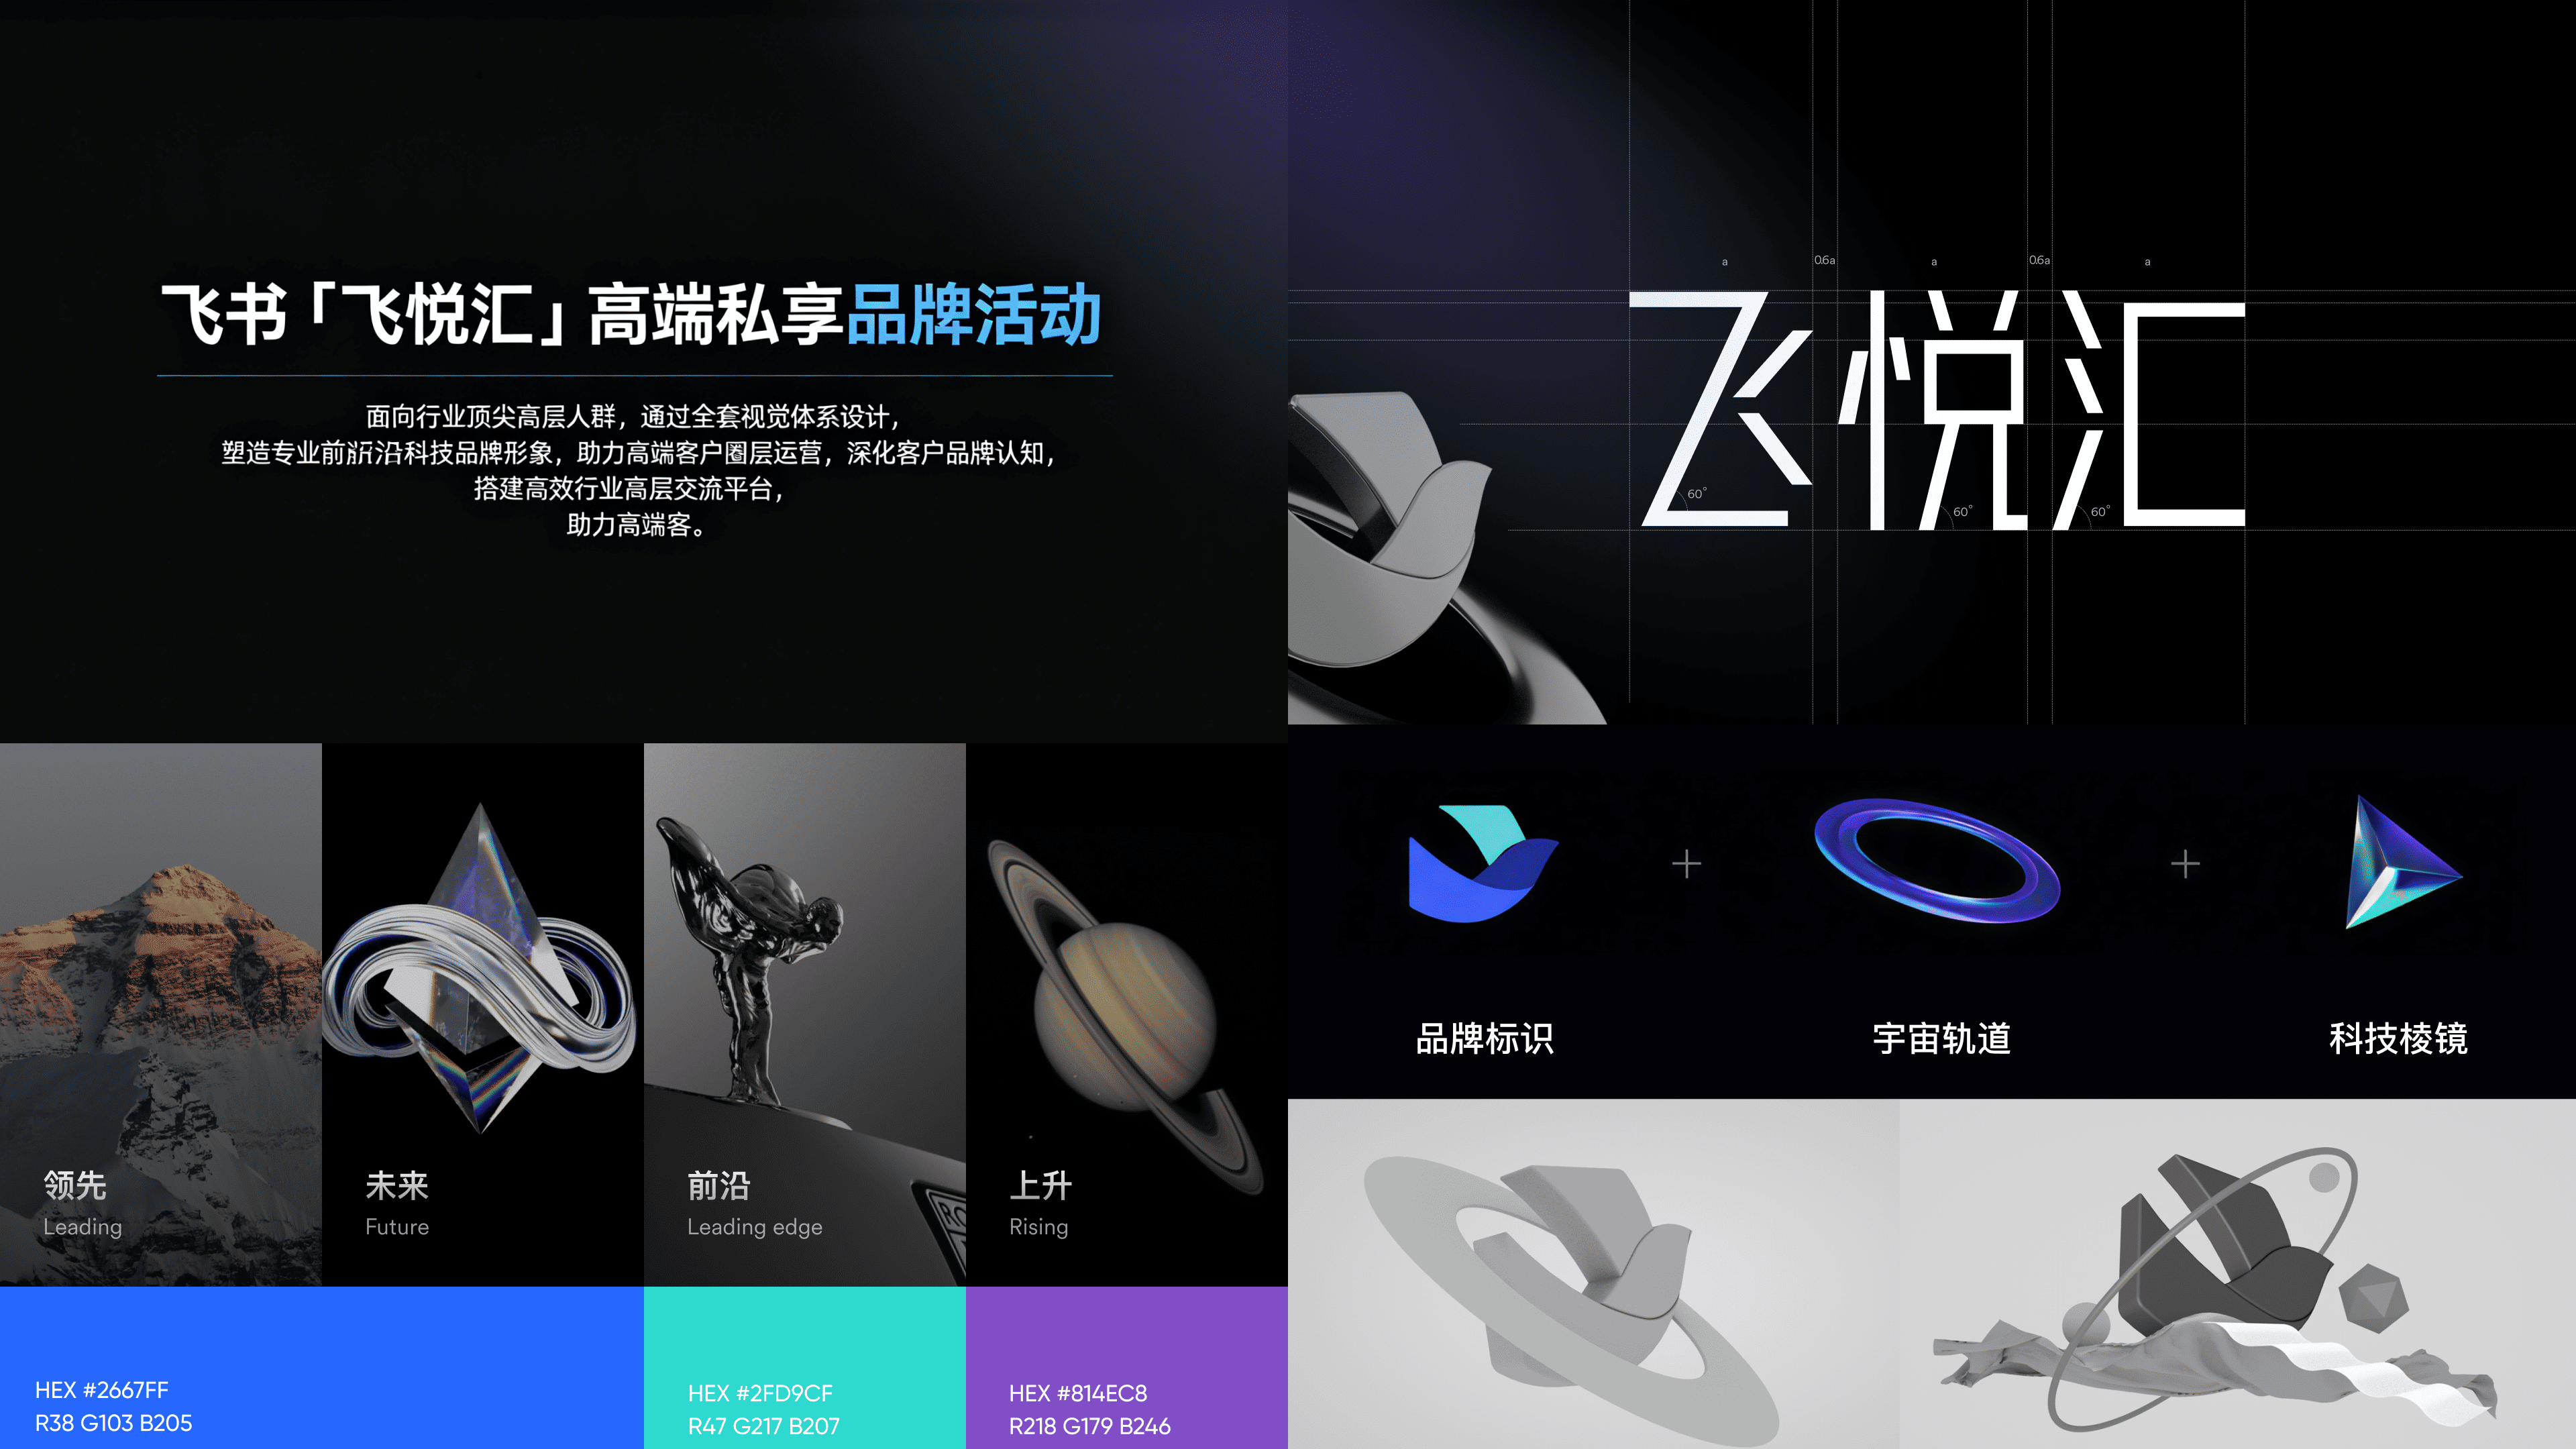 飞书「飞悦汇」高端私享品牌活动
面向行业顶尖高层人群，通过全套视觉体系设计，
塑造专业前沿科技品牌形象，助力高端客户圈层运营，深化客户品牌认知，
搭建高效行业高层交流平台，
助力高端客。
a
0.6a
a
0.6a
a
飞悦汇
60°
60°
60°
品牌标识
+
宇宙轨道
+
科技棱镜
领先
Leading
未来
Future
前沿
Leading edge
上升
Rising
HEX #2667FF
R38 G103 B205
HEX #2FD9CF
R47 G217 B207
HEX #814EC8
R218 G179 B246